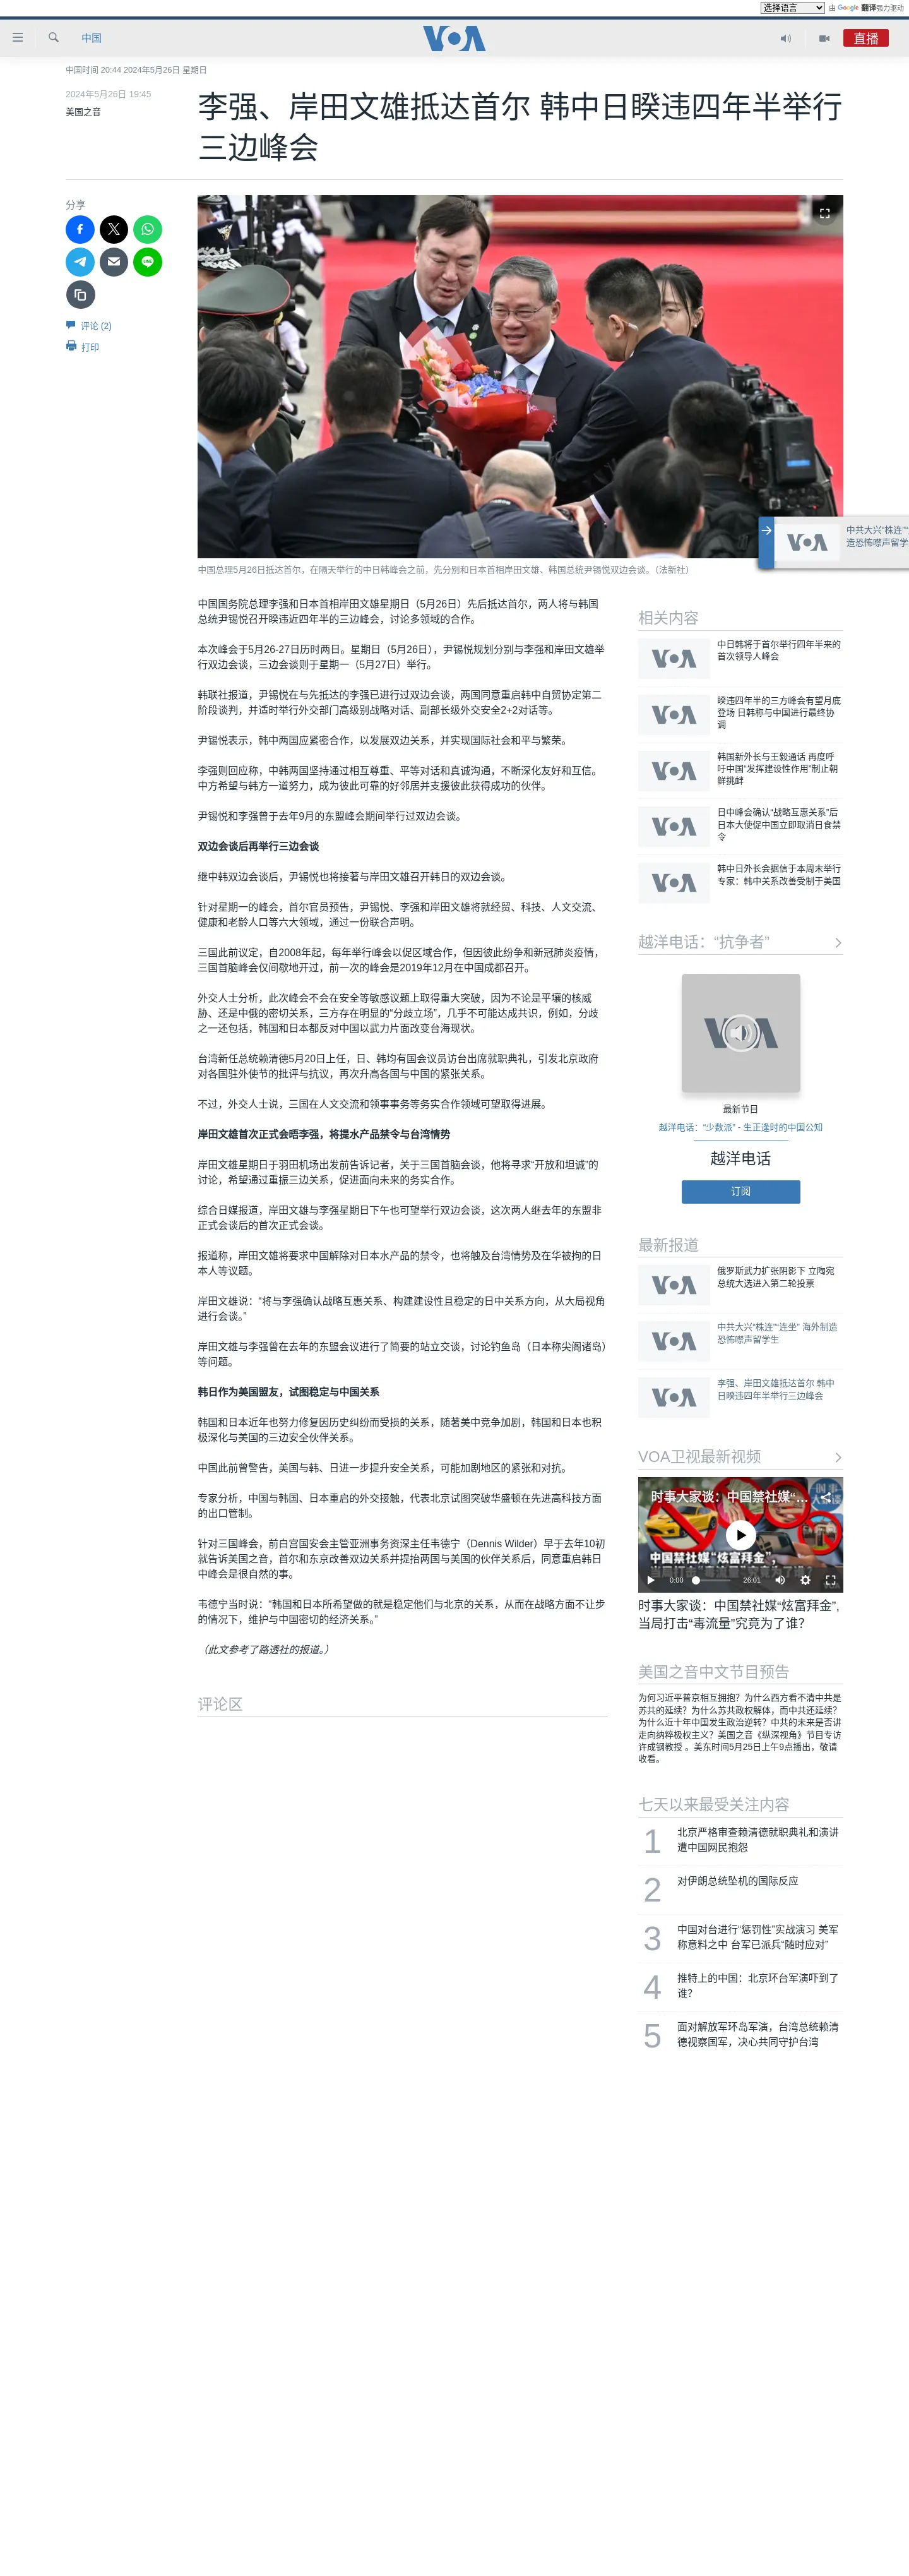 选择语言 由 Google 翻译强力驱动
中国
VOA
直播
中国时间 20:44 2024年5月26日 星期日
2024年5月26日 19:45
美国之音
李强、岸田文雄抵达首尔 韩中日睽违四年半举行
三边峰会
分享
评论 (2)
打印
中国总理5月26日抵达首尔，在隔天举行的中日韩峰会之前，先分别和日本首相岸田文雄、韩国总统尹锡悦双边会谈。（法新社）
中共大兴“株连”“
造恐怖噤声留学
中国国务院总理李强和日本首相岸田文雄星期日（5月26日）先后抵达首尔，两人将与韩国
总统尹锡悦召开睽违近四年半的三边峰会，讨论多领域的合作。
本次峰会于5月26-27日历时两日。星期日（5月26日），尹锡悦规划分别与李强和岸田文雄举
行双边会谈，三边会谈则于星期一（5月27日）举行。
韩联社报道，尹锡悦在与先抵达的李强已进行过双边会谈，两国同意重启韩中自贸协定第二
阶段谈判，并适时举行外交部门高级别战略对话、副部长级外交安全2+2对话等。
尹锡悦表示，韩中两国应紧密合作，以发展双边关系，并实现国际社会和平与繁荣。
李强则回应称，中韩两国坚持通过相互尊重、平等对话和真诚沟通，不断深化友好和互信。
中方希望与韩方一道努力，成为彼此可靠的好邻居并支援彼此获得成功的伙伴。
尹锡悦和李强曾于去年9月的东盟峰会期间举行过双边会谈。
双边会谈后再举行三边会谈
继中韩双边会谈后，尹锡悦也将接著与岸田文雄召开韩日的双边会谈。
针对星期一的峰会，首尔官员预告，尹锡悦、李强和岸田文雄将就经贸、科技、人文交流、
健康和老龄人口等六大领域，通过一份联合声明。
三国此前议定，自2008年起，每年举行峰会以促区域合作，但因彼此纷争和新冠肺炎疫情，
三国首脑峰会仅间歇地开过，前一次的峰会是2019年12月在中国成都召开。
外交人士分析，此次峰会不会在安全等敏感议题上取得重大突破，因为不论是平壤的核威
胁、还是中俄的密切关系，三方存在明显的“分歧立场”，几乎不可能达成共识，例如，分歧
之一还包括，韩国和日本都反对中国以武力片面改变台海现状。
台湾新任总统赖清德5月20日上任，日、韩均有国会议员访台出席就职典礼，引发北京政府
对各国驻外使节的批评与抗议，再次升高各国与中国的紧张关系。
不过，外交人士说，三国在人文交流和领事事务等务实合作领域可望取得进展。
岸田文雄首次正式会晤李强，将提水产品禁令与台湾情势
岸田文雄星期日于羽田机场出发前告诉记者，关于三国首脑会谈，他将寻求“开放和坦诚”的
讨论，希望通过重振三边关系，促进面向未来的务实合作。
综合日媒报道，岸田文雄与李强星期日下午也可望举行双边会谈，这次两人继去年的东盟非
正式会谈后的首次正式会谈。
报道称，岸田文雄将要求中国解除对日本水产品的禁令，也将触及台湾情势及在华被拘的日
本人等议题。
岸田文雄说：“将与李强确认战略互惠关系、构建建设性且稳定的日中关系方向，从大局视角
进行会谈。”
岸田文雄与李强曾在去年的东盟会议进行了简要的站立交谈，讨论钓鱼岛（日本称尖阁诸岛）
等问题。
韩日作为美国盟友，试图稳定与中国关系
韩国和日本近年也努力修复因历史纠纷而受损的关系，随著美中竞争加剧，韩国和日本也积
极深化与美国的三边安全伙伴关系。
中国此前曾警告，美国与韩、日进一步提升安全关系，可能加剧地区的紧张和对抗。
专家分析，中国与韩国、日本重启的外交接触，代表北京试图突破华盛顿在先进高科技方面
的出口管制。
针对三国峰会，前白宫国安会主管亚洲事务资深主任韦德宁（Dennis Wilder）早于去年10初
就告诉美国之音，首尔和东京改善双边关系并提抬两国与美国的伙伴关系后，同意重启韩日
中峰会是很自然的事。
韦德宁当时说：“韩国和日本所希望做的就是稳定他们与北京的关系，从而在战略方面不让步
的情况下，维护与中国密切的经济关系。”
（此文参考了路透社的报道。）
评论区
相关内容
中日韩将于首尔举行四年半来的
首次领导人峰会
睽违四年半的三方峰会有望月底
登场 日韩称与中国进行最终协
调
韩国新外长与王毅通话 再度呼
吁中国“发挥建设性作用”制止朝
鲜挑衅
日中峰会确认“战略互惠关系”后
日本大使促中国立即取消日食禁
令
韩中日外长会据信于本周末举行
专家：韩中关系改善受制于美国
越洋电话：“抗争者”
最新节目
越洋电话：“少数派” - 生正逢时的中国公知
越洋电话
订阅
最新报道
俄罗斯武力扩张阴影下 立陶宛
总统大选进入第二轮投票
中共大兴“株连”“连坐” 海外制造
恐怖噤声留学生
李强、岸田文雄抵达首尔 韩中
日睽违四年半举行三边峰会
VOA卫视最新视频
时事大家谈：中国禁社媒“...
中国禁社媒“炫富拜金”，
0:00 26:01
时事大家谈：中国禁社媒“炫富拜金”，
当局打击“毒流量”究竟为了谁？
美国之音中文节目预告
为何习近平普京相互拥抱？为什么西方看不清中共是
苏共的延续？为什么苏共政权解体，而中共还延续？
为什么近十年中国发生政治逆转？中共的未来是否讲
走向纳粹极权主义？美国之音《纵深视角》节目专访
许成钢教授 。美东时间5月25日上午9点播出，敬请
收看。
七天以来最受关注内容
1 北京严格审查赖清德就职典礼和演讲
遭中国网民抱怨
2 对伊朗总统坠机的国际反应
3 中国对台进行“惩罚性”实战演习 美军
称意料之中 台军已派兵“随时应对”
4 推特上的中国：北京环台军演吓到了
谁？
5 面对解放军环岛军演，台湾总统赖清
德视察国军，决心共同守护台湾